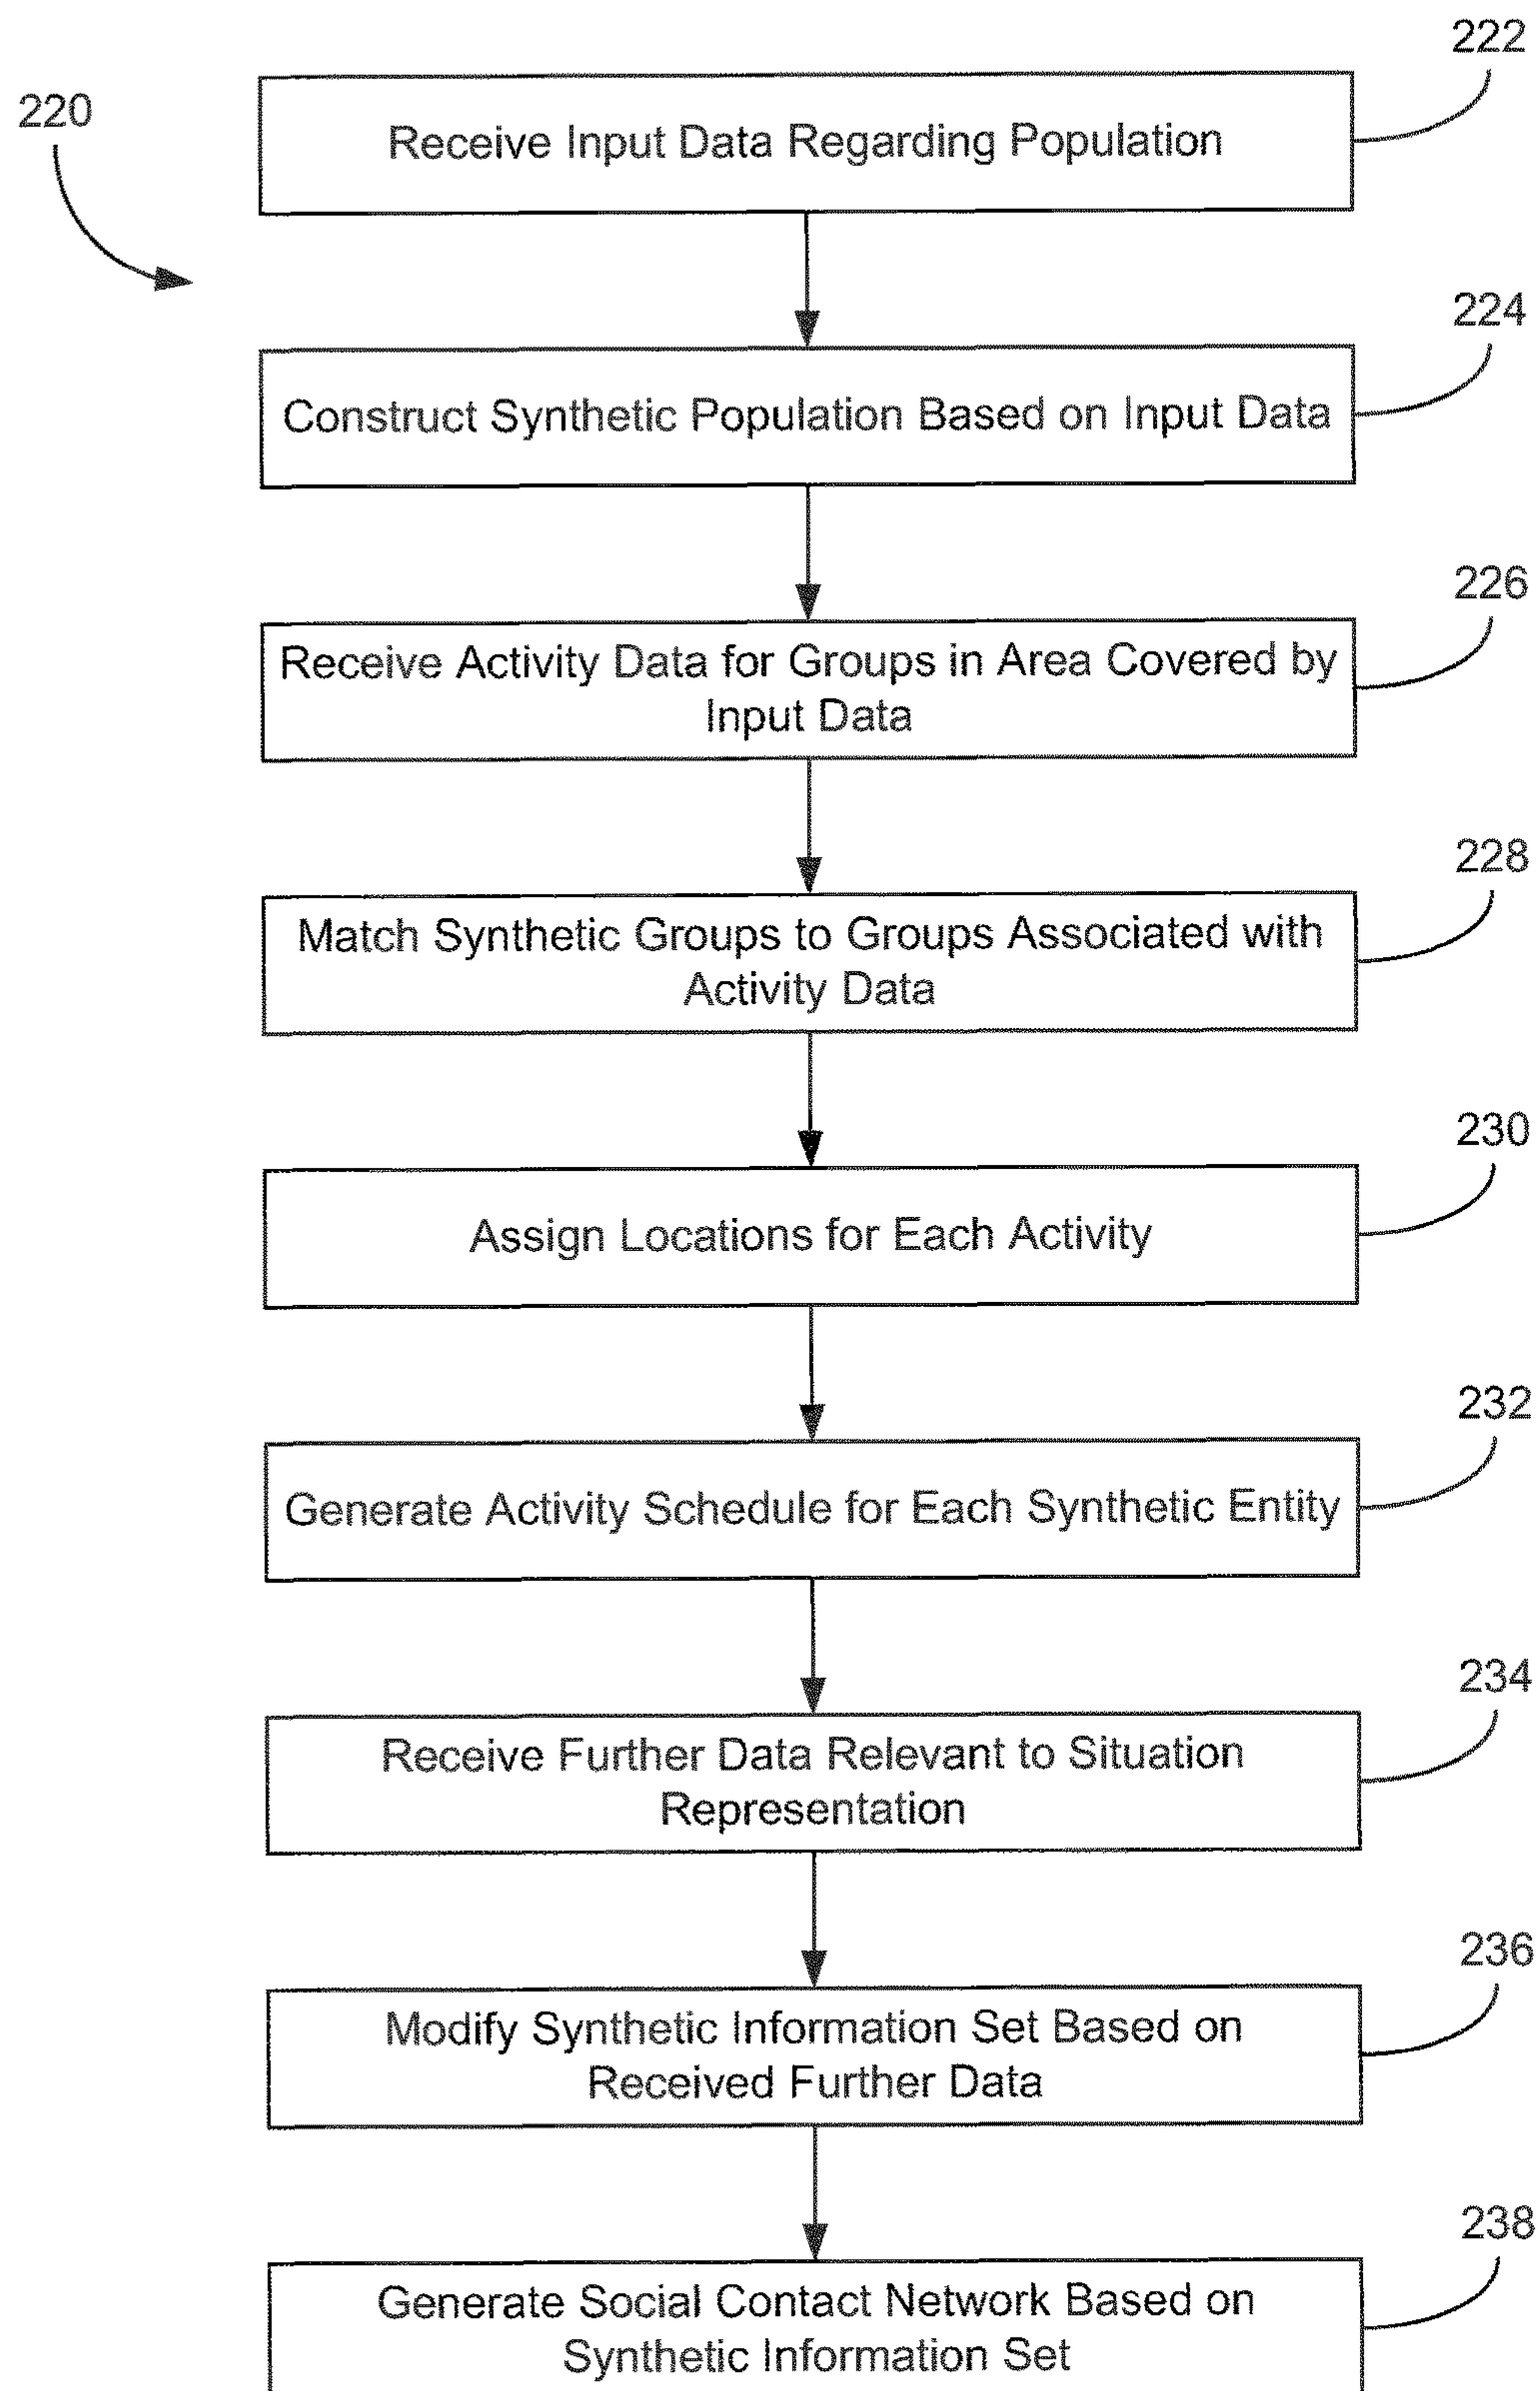 222
220
Receive Input Data Regarding Population
224
Construct Synthetic Population Based on Input Data
226
Receive Activity Data for Groups in Area Covered by
Input Data
228
Match Synthetic Groups to Groups Associated with
Activity Data
230
Assign Locations for Each Activity
232
Generate Activity Schedule for Each Synthetic Entity
234
Receive Further Data Relevant to Situation
Representation
236
Modify Synthetic Information Set Based on
Received Further Data
238
Generate Social Contact Network Based on
Synthetic Information Set